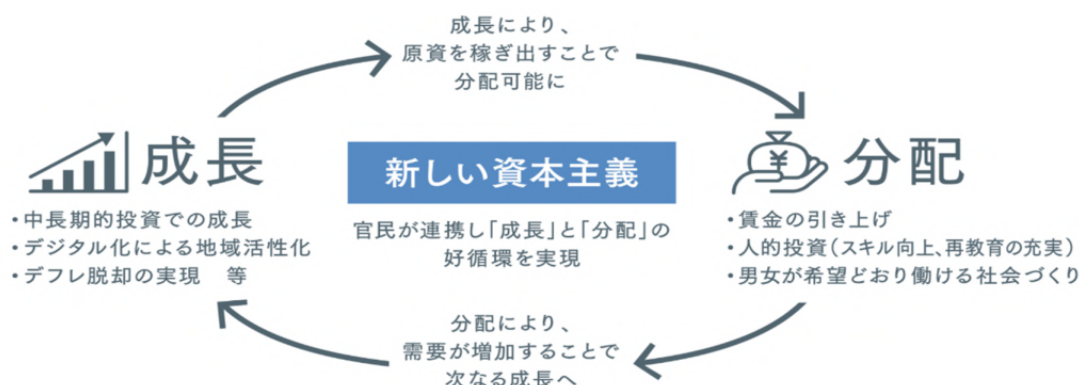 成長により、
原資を稼ぎ出すことで
分配可能に
成長
・中長期的投資での成長
・デジタル化による地域活性化
・デフレ脱却の実現　等
新しい資本主義
官民が連携し「成長」と「分配」の
好循環を実現
¥
分配
・賃金の引き上げ
・人的投資(スキル向上、再教育の充実)
・男女が希望どおり働ける社会づくり
分配により、
需要が増加することで
次なる成長へ